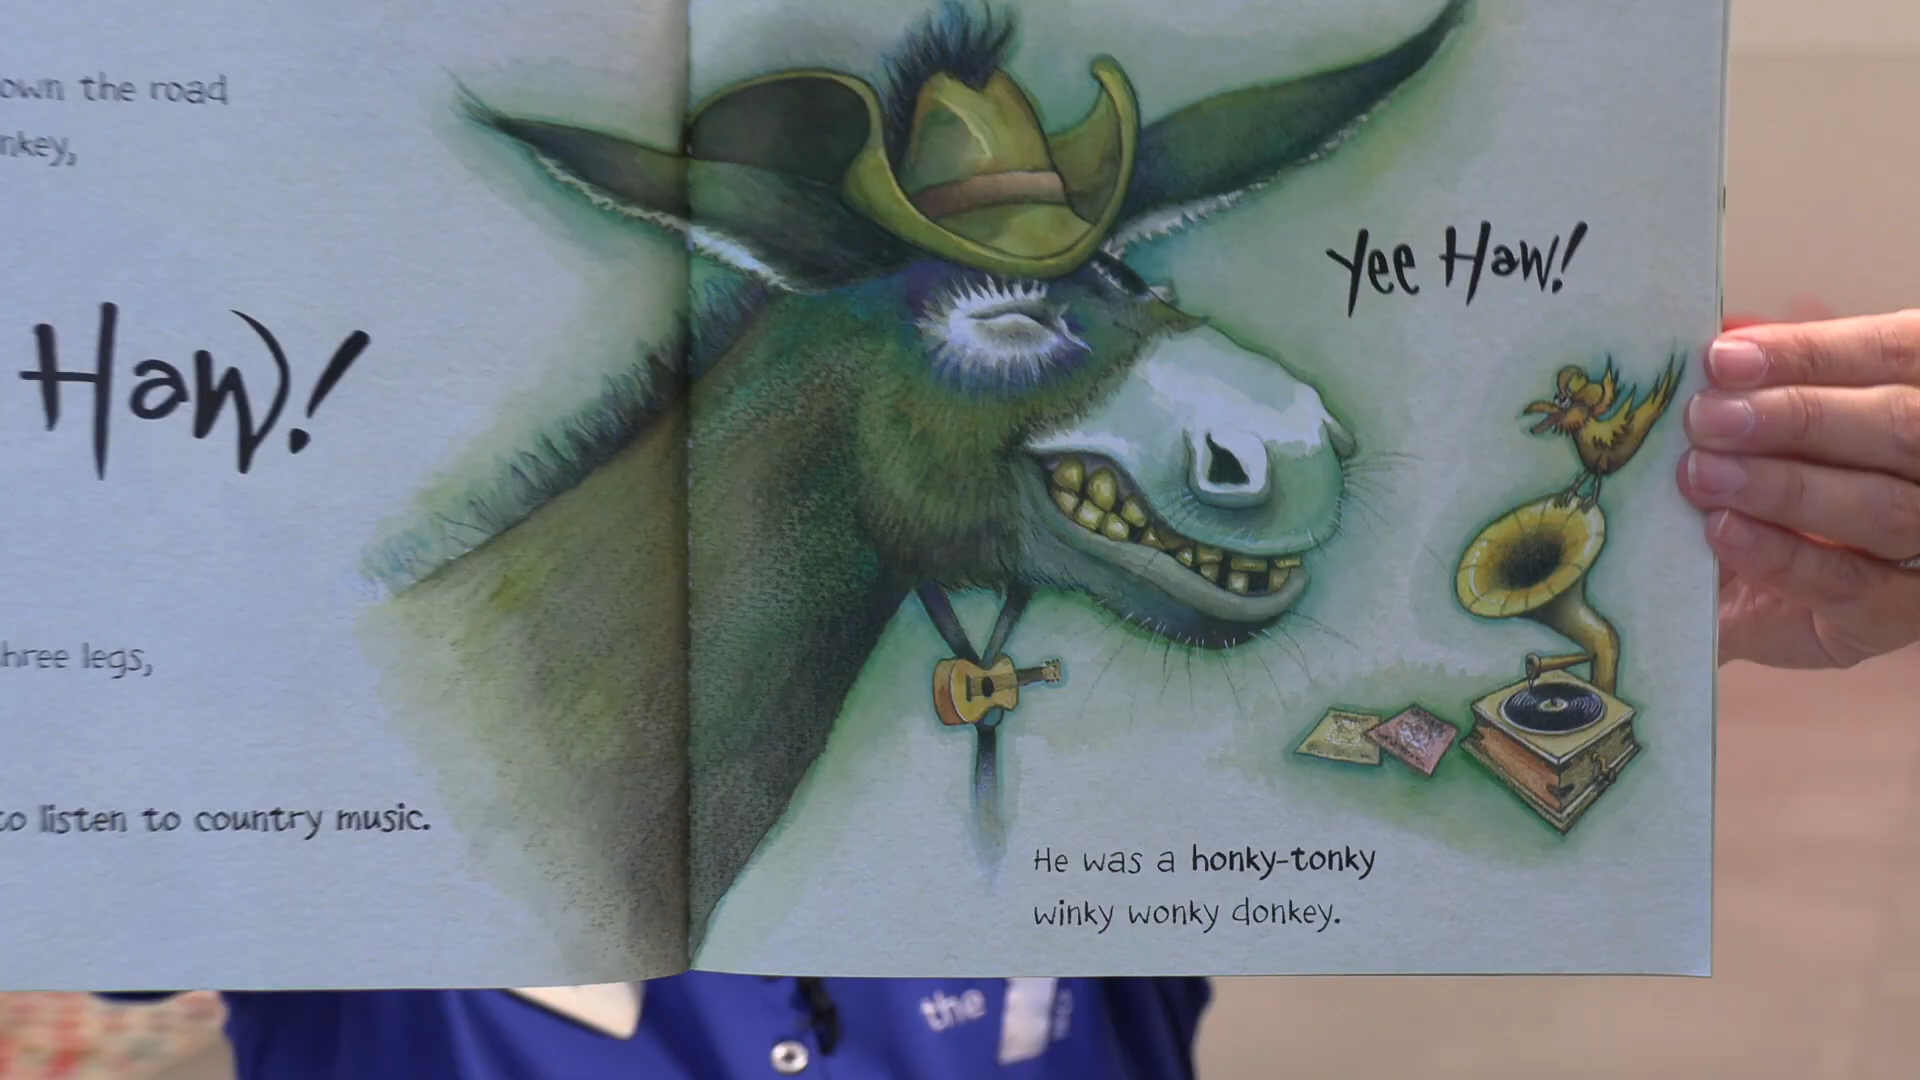 own the road
nkey,
Haw!
hree legs,
to listen to country music.
Yee Haw!
He was a honky-tonky
winky wonky donkey.
the